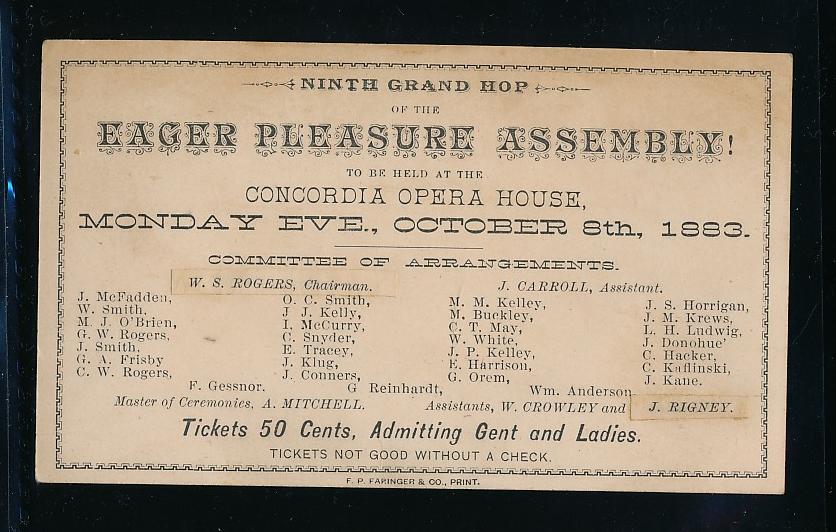 NINTH GRAND HOP
OF THE
EAGER PLEASURE ASSEMBLY!
TO BE HELD AT THE
CONCORDIA OPERA HOUSE,
MONDAY EVE., OCTOBER 8th, 1883.
COMMITTEE OF ARRANGEMENTS.
W. S. ROGERS, Chairman. J. CARROLL, Assistant.
J. McFadden, O. C. Smith, M. M. Kelley, J. S. Horrigan,
W. Smith, J J. Kelly, M. Buckley, J. M. Krews,
M. J. O'Brien, I. McCurry, C. T. May, L. H. Ludwig,
G. W. Rogers, C. Snyder, W. White, J. Donohue'
J. Smith, E. Tracey, J. P. Kelley, C. Hacker,
G. A. Frisby J. Klug, E. Harrison, C. Kaflinski,
C. W. Rogers, J. Conners, G. Orem, J. Kane.
F. Gessnor. G Reinhardt, Wm. Anderson
Master of Ceremonies, A. MITCHELL. Assistants, W. CROWLEY and J. RIGNEY.
Tickets 50 Cents, Admitting Gent and Ladies.
TICKETS NOT GOOD WITHOUT A CHECK.
F. P. FARINGER & CO., PRINT.